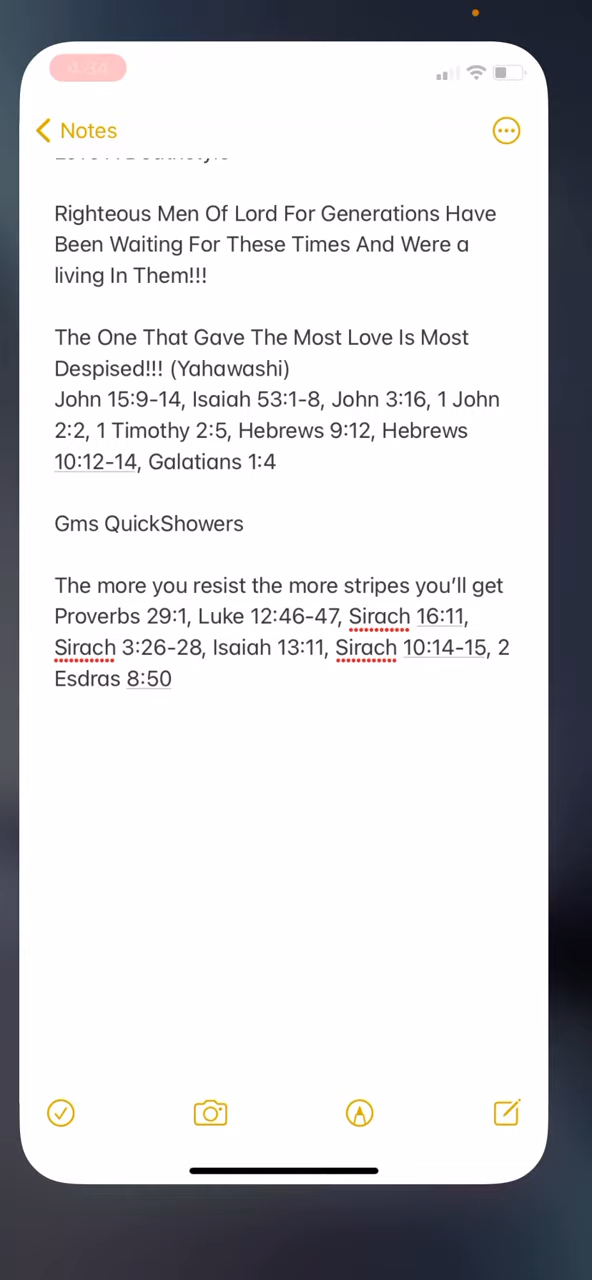 4:34
Notes
Righteous Men Of Lord For Generations Have
Been Waiting For These Times And Were a
living In Them!!!
The One That Gave The Most Love Is Most
Despised!!! (Yahawashi)
John 15:9-14, Isaiah 53:1-8, John 3:16, 1 John
2:2, 1 Timothy 2:5, Hebrews 9:12, Hebrews
10:12-14, Galatians 1:4
Gms QuickShowers
The more you resist the more stripes you’ll get
Proverbs 29:1, Luke 12:46-47, Sirach 16:11,
Sirach 3:26-28, Isaiah 13:11, Sirach 10:14-15, 2
Esdras 8:50